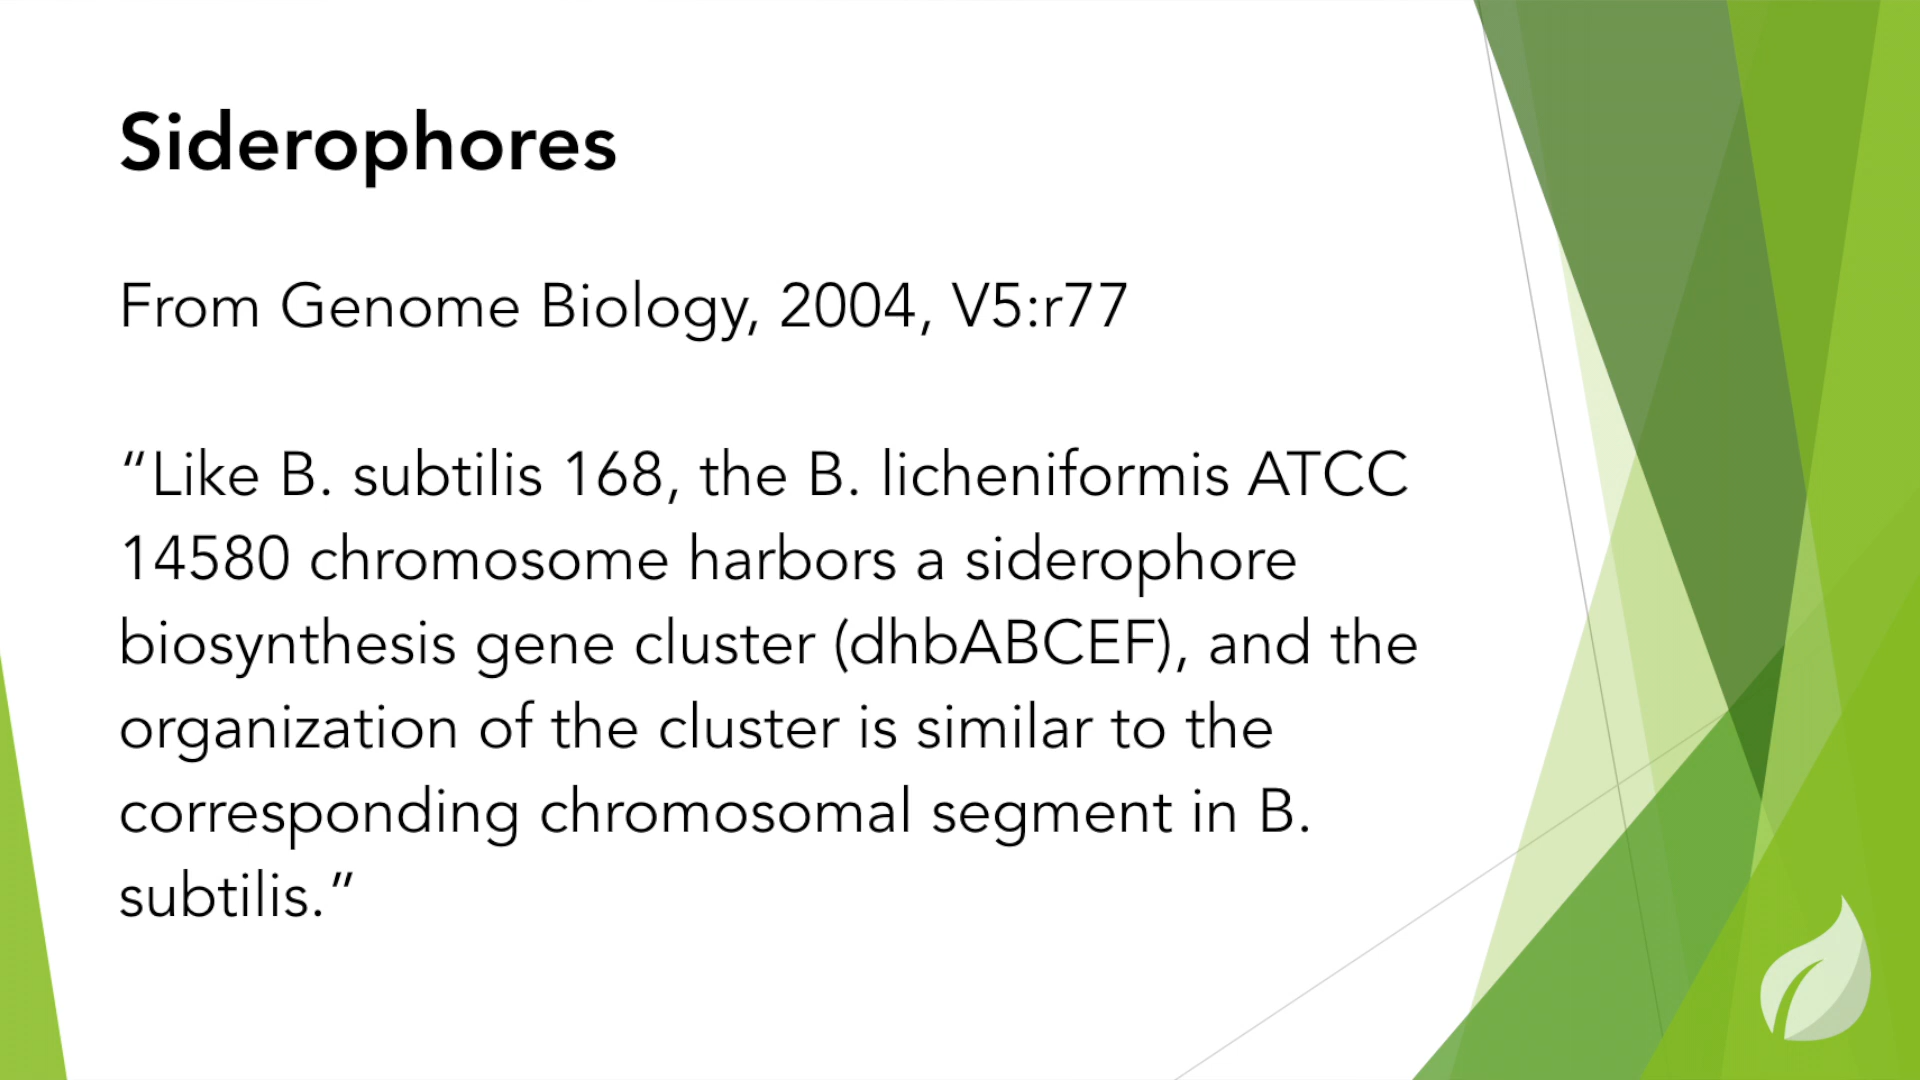 Siderophores
From Genome Biology, 2004, V5:r77
“Like B. subtilis 168, the B. licheniformis ATCC
14580 chromosome harbors a siderophore
biosynthesis gene cluster (dhbABCEF), and the
organization of the cluster is similar to the
corresponding chromosomal segment in B.
subtilis.”